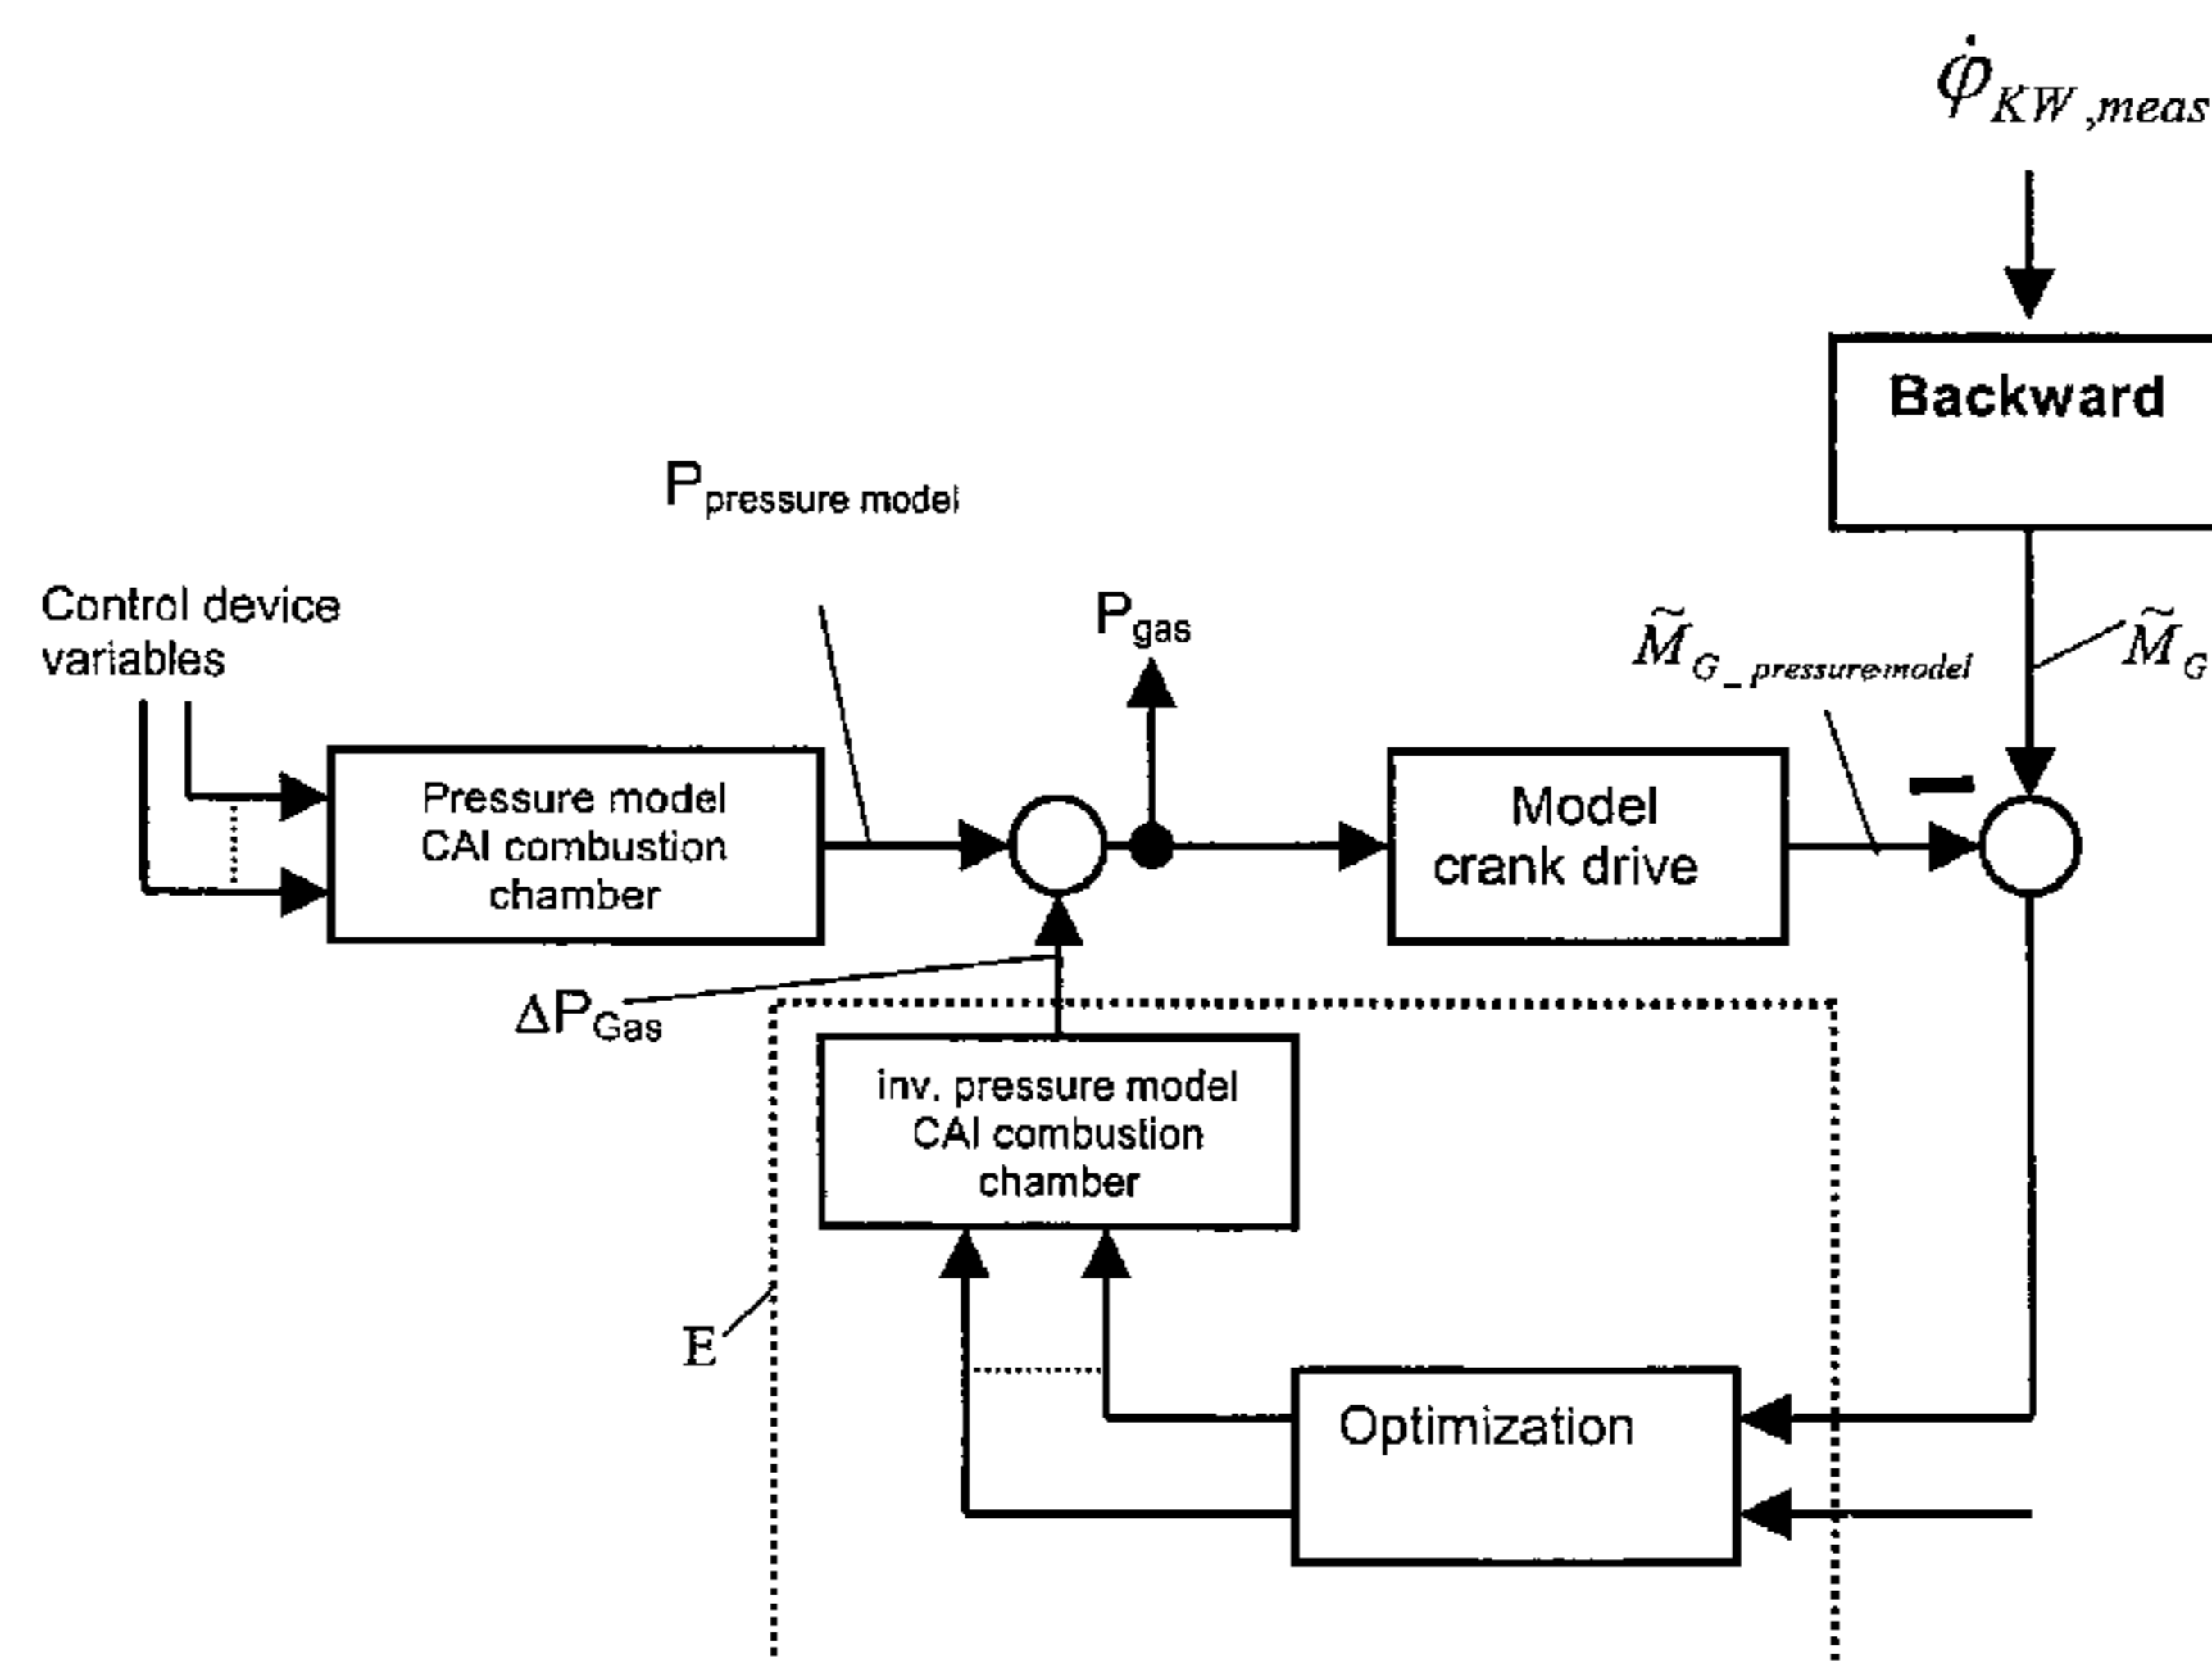 φ̇KW,meas
Backward
Ppressure model
Control device
variables
Pgas
M̃G_pressuremodel
M̃G
Pressure model
CAI combustion
chamber
Model
crank drive
ΔPGas
inv. pressure model
CAI combustion
chamber
E
Optimization